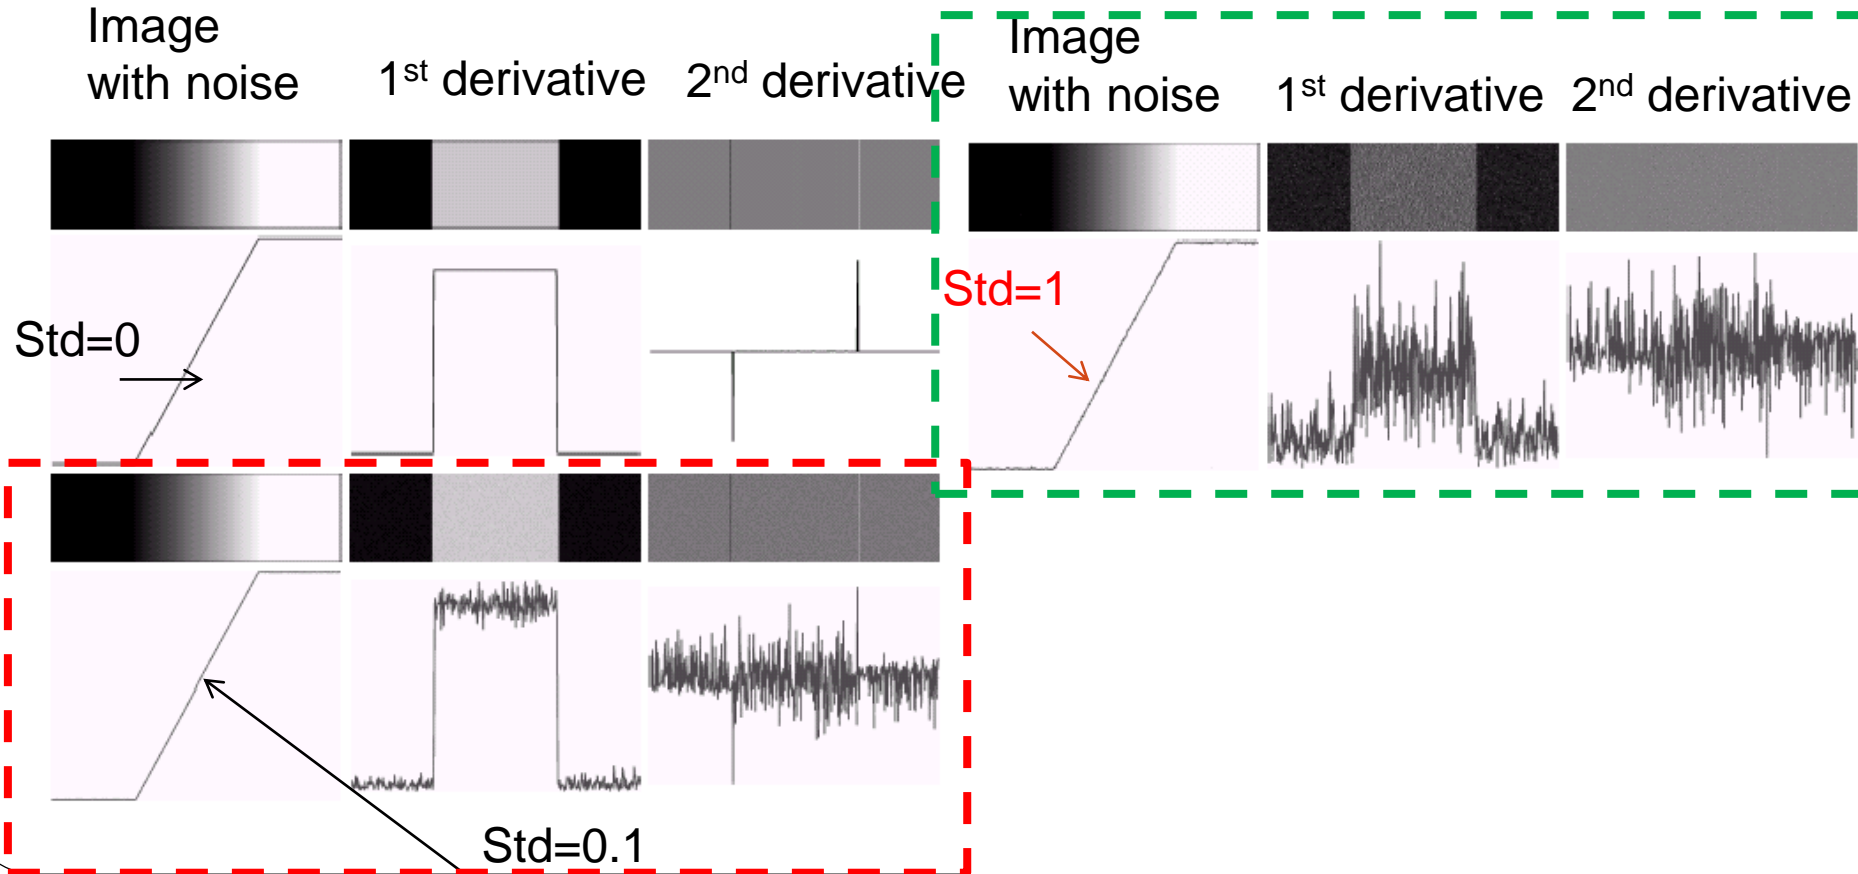 Image
with noise
1st derivative
2nd derivative
Image
with noise
1st derivative
2nd derivative
Std=0
Std=1
Std=0.1